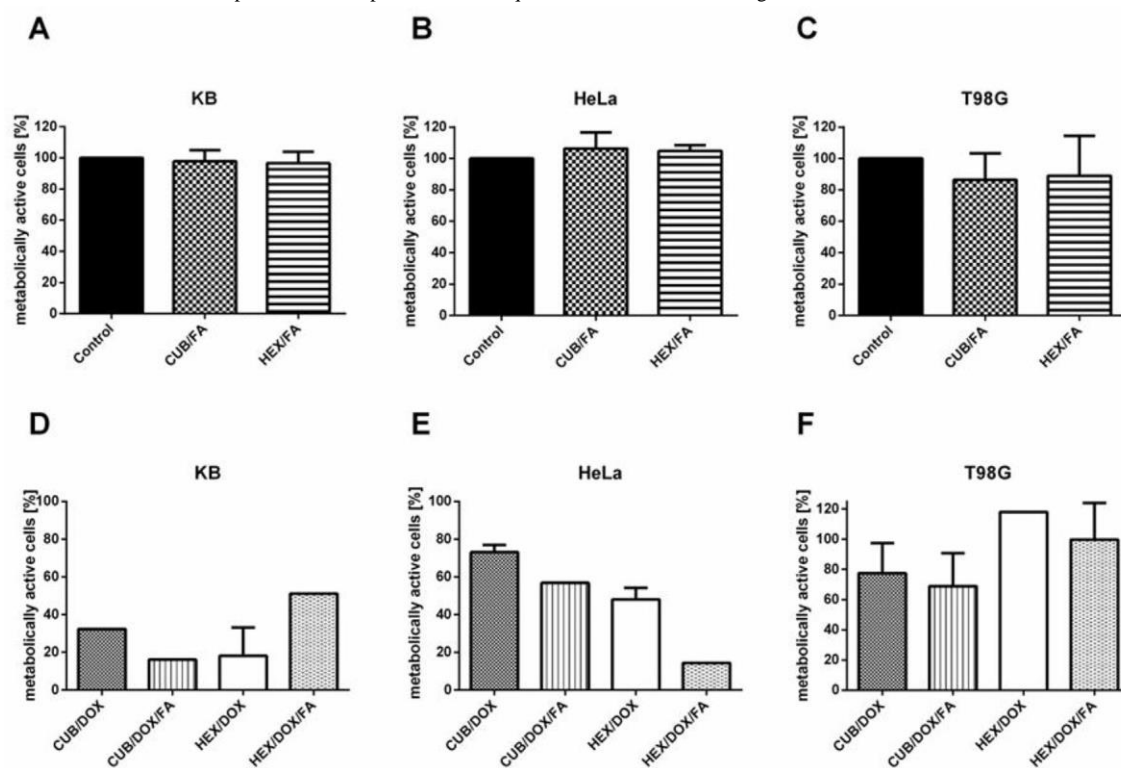 A
B
C
KB
HeLa
T98G
metabolically active cells [%]
120
100
80
60
40
20
0
Control
CUB/FA
HEX/FA
metabolically active cells [%]
120
100
80
60
40
20
0
Control
CUB/FA
HEX/FA
metabolically active cells [%]
120
100
80
60
40
20
0
Control
CUB/FA
HEX/FA
D
E
F
KB
HeLa
T98G
metabolically active cells [%]
100
80
60
40
20
0
CUB/DOX
CUB/DOX/FA
HEX/DOX
HEX/DOX/FA
metabolically active cells [%]
100
80
60
40
20
0
CUB/DOX
CUB/DOX/FA
HEX/DOX
HEX/DOX/FA
metabolically active cells [%]
120
100
80
60
40
20
0
CUB/DOX
CUB/DOX/FA
HEX/DOX
HEX/DOX/FA